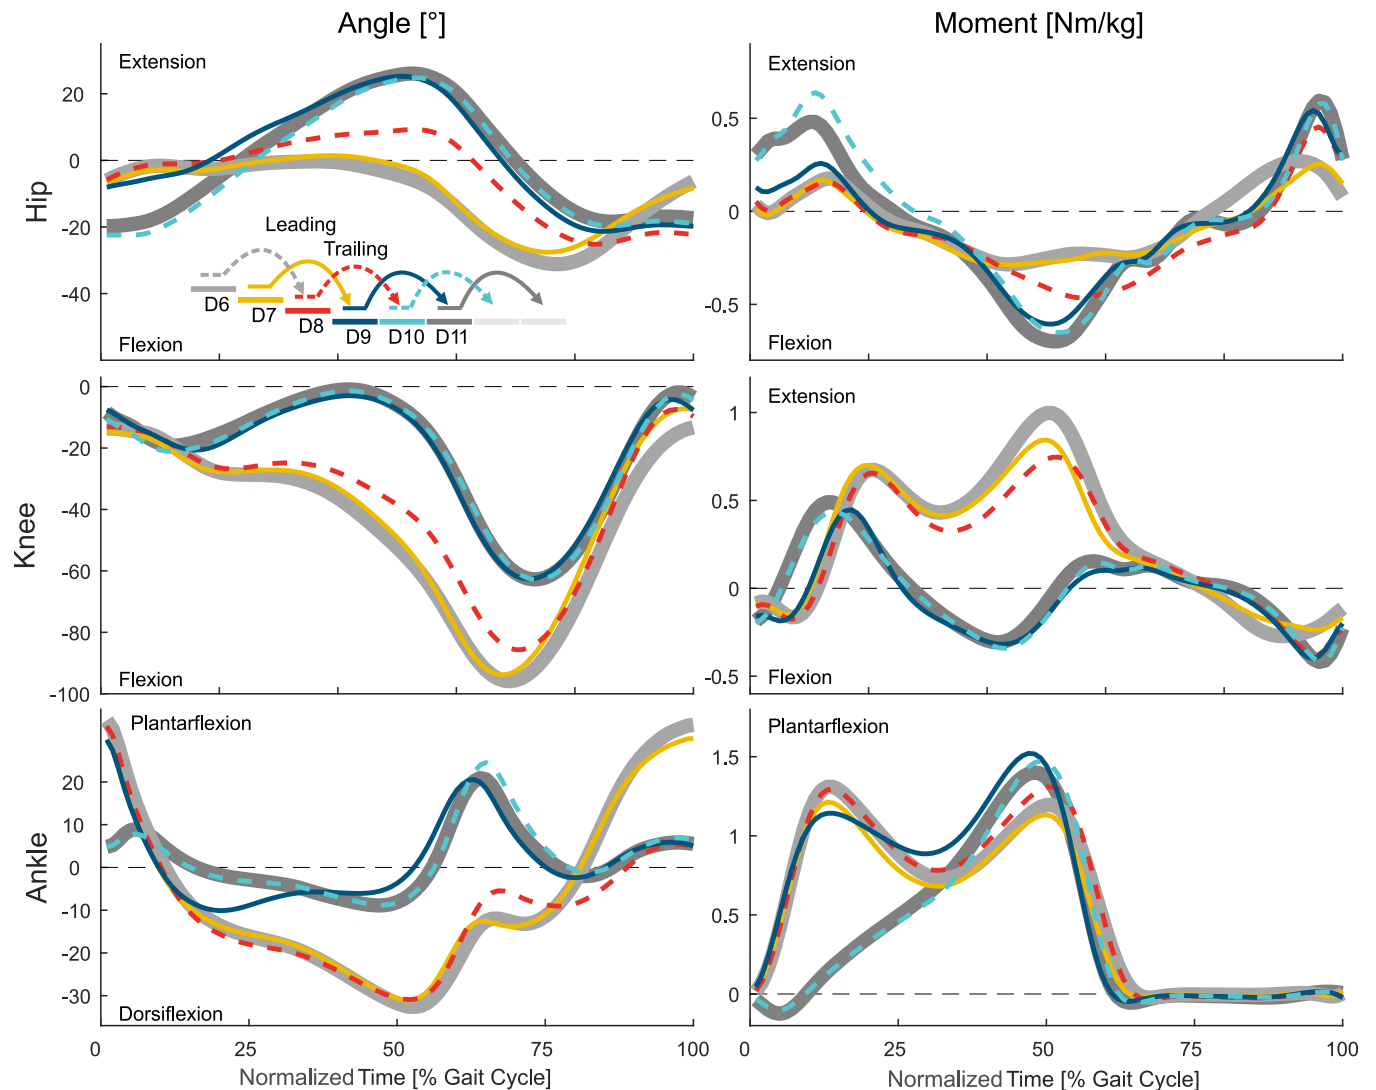 Angle [°]
Moment [Nm/kg]
Hip
Extension
20
0
-20
-40
Flexion
Leading
Trailing
D6
D7
D8
D9
D10
D11
Extension
0.5
0
-0.5
Flexion
Knee
0
-20
-40
-60
-80
-100
Flexion
Extension
1
0.5
0
-0.5
Flexion
Ankle
Plantarflexion
20
10
0
-10
-20
-30
Dorsiflexion
0
25
50
75
100
Normalized Time [% Gait Cycle]
Plantarflexion
1.5
1
0.5
0
0
25
50
75
100
Normalized Time [% Gait Cycle]